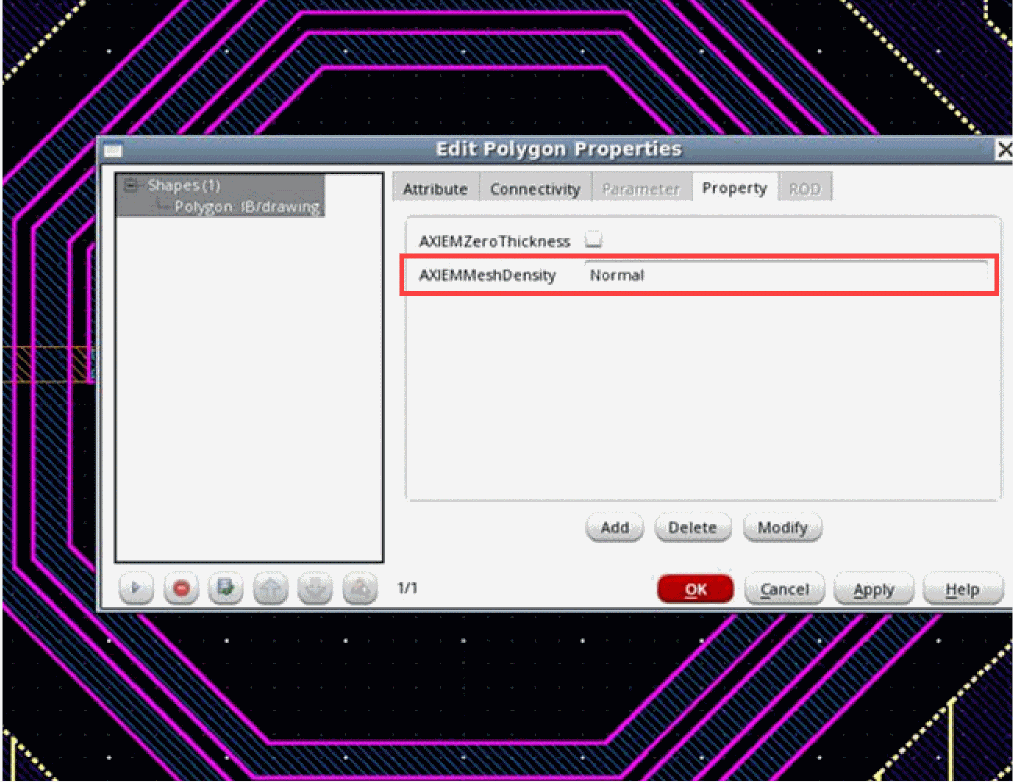 Edit Polygon Properties
Shapes (1)
Polygon IB/drawing
Attribute Connectivity Parameter Property ROD
AXIEMZeroThickness
AXIEMMeshDensity Normal
Add Delete Modify
1/1
OK Cancel Apply Help